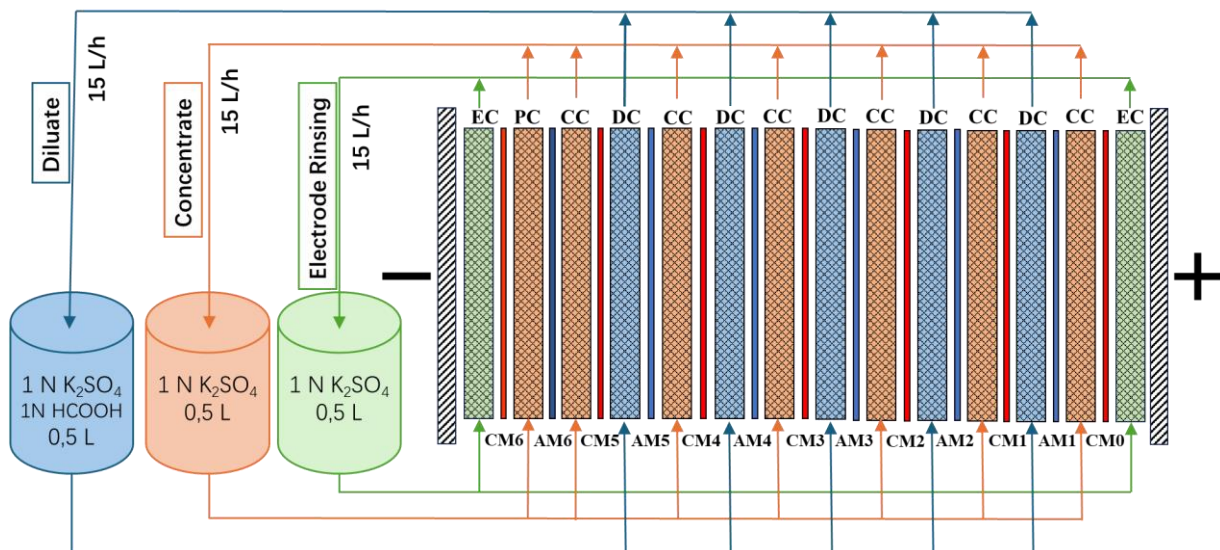 15 L/h
Diluate
15 L/h
Concentrate
15 L/h
Electrode Rinsing
EC PC CC DC CC DC CC DC CC DC CC DC CC EC
− +
1 N K₂SO₄
1N HCOOH
0,5 L
1 N K₂SO₄
0,5 L
1 N K₂SO₄
0,5 L
CM6 AM6 CM5 AM5 CM4 AM4 CM3 AM3 CM2 AM2 CM1 AM1 CM0